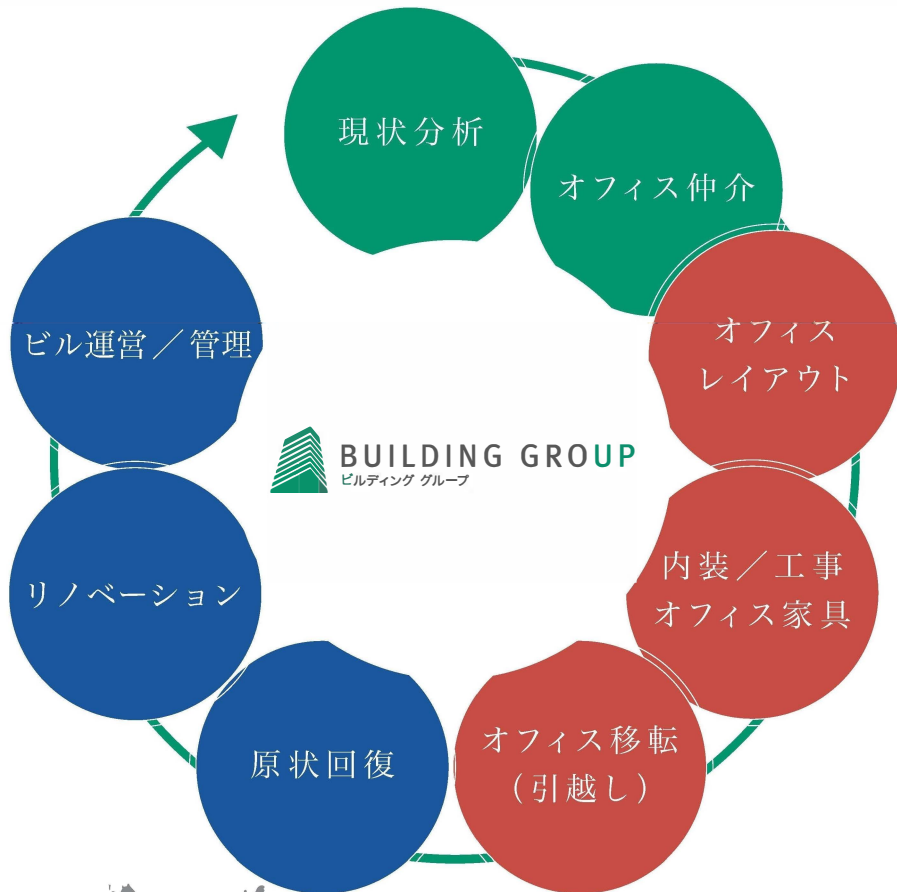 現状分析
オフィス仲介
オフィス
レイアウト
内装／工事
オフィス家具
オフィス移転
(引越し)
原状回復
リノベーション
ビル運営／管理
BUILDING GROUP
ビルディング グループ